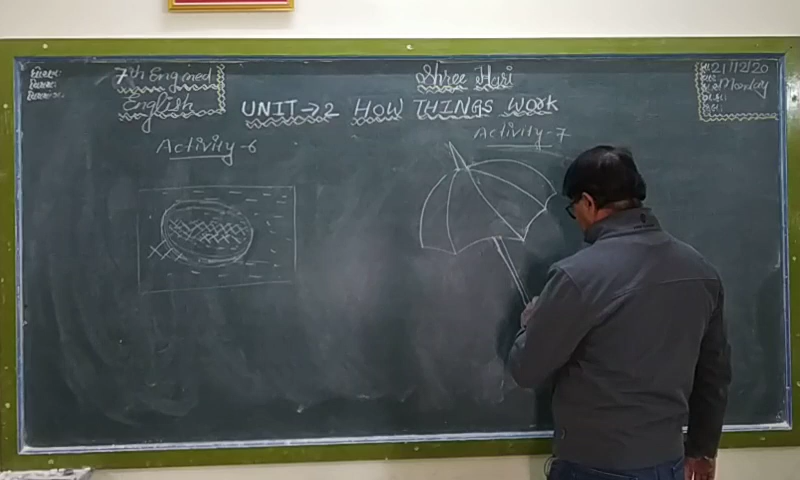 7th Eng med
English
Shree Hari
21/12/20
Monday
UNIT→2 HOW THINGS WORK
Activity-6
Activity-7